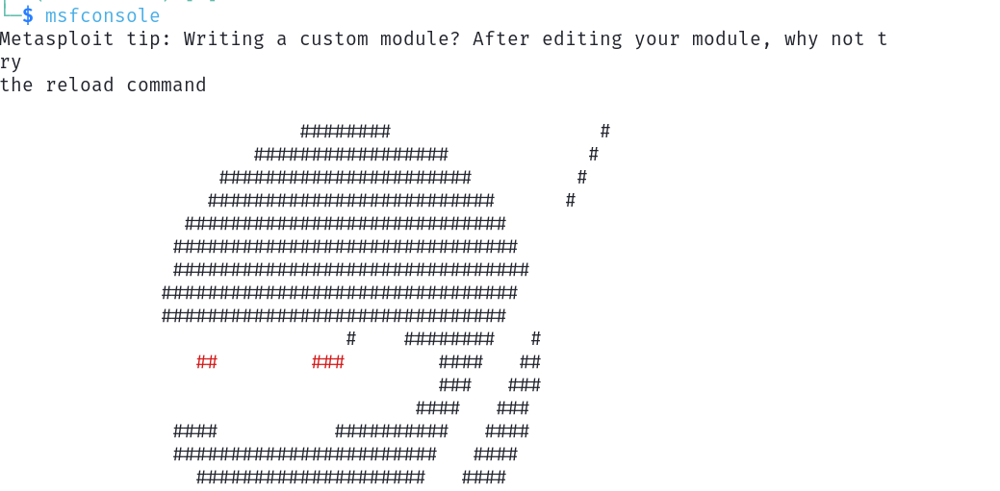 └─$ msfconsole
Metasploit tip: Writing a custom module? After editing your module, why not t
ry
the reload command
                          ########                  #
                      #################            #
                   ######################         #
                  #########################      #
                ############################
               ##############################
               ###############################
              ###############################
              ##############################
                              #    ########   #
                 ##        ###        ####   ##
                                      ###   ###
                                    ####   ###
               ####          ##########   ####
               #######################   ####
                 ####################   ####